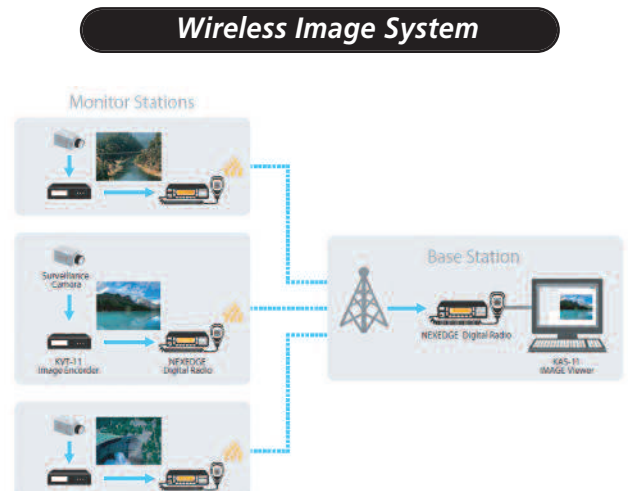 Wireless Image System
Monitor Stations
Surveillance
Camera
KVT-11
Image Encorder
NEXEDGE
Digital Radio
Base Station
NEXEDGE Digital Radio
KAS-11
IMAGE Viewer